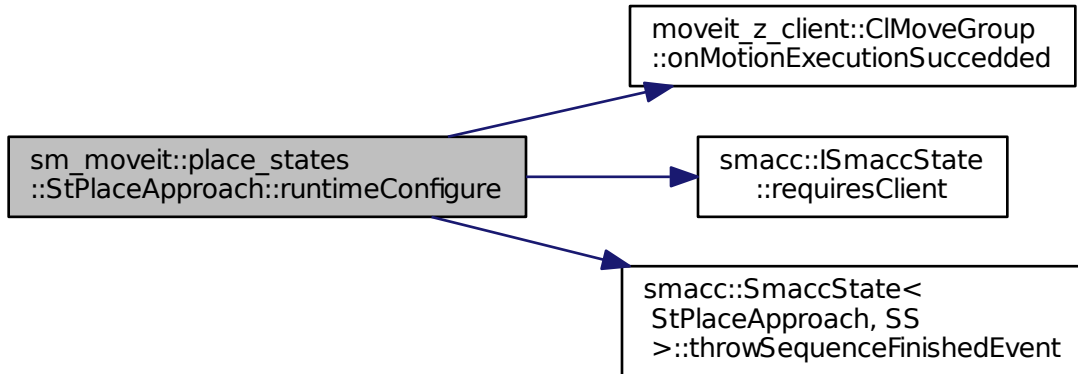 moveit_z_client::ClMoveGroup
::onMotionExecutionSuccedded
sm_moveit::place_states
::StPlaceApproach::runtimeConfigure
smacc::ISmaccState
::requiresClient
smacc::SmaccState<
StPlaceApproach, SS
>::throwSequenceFinishedEvent